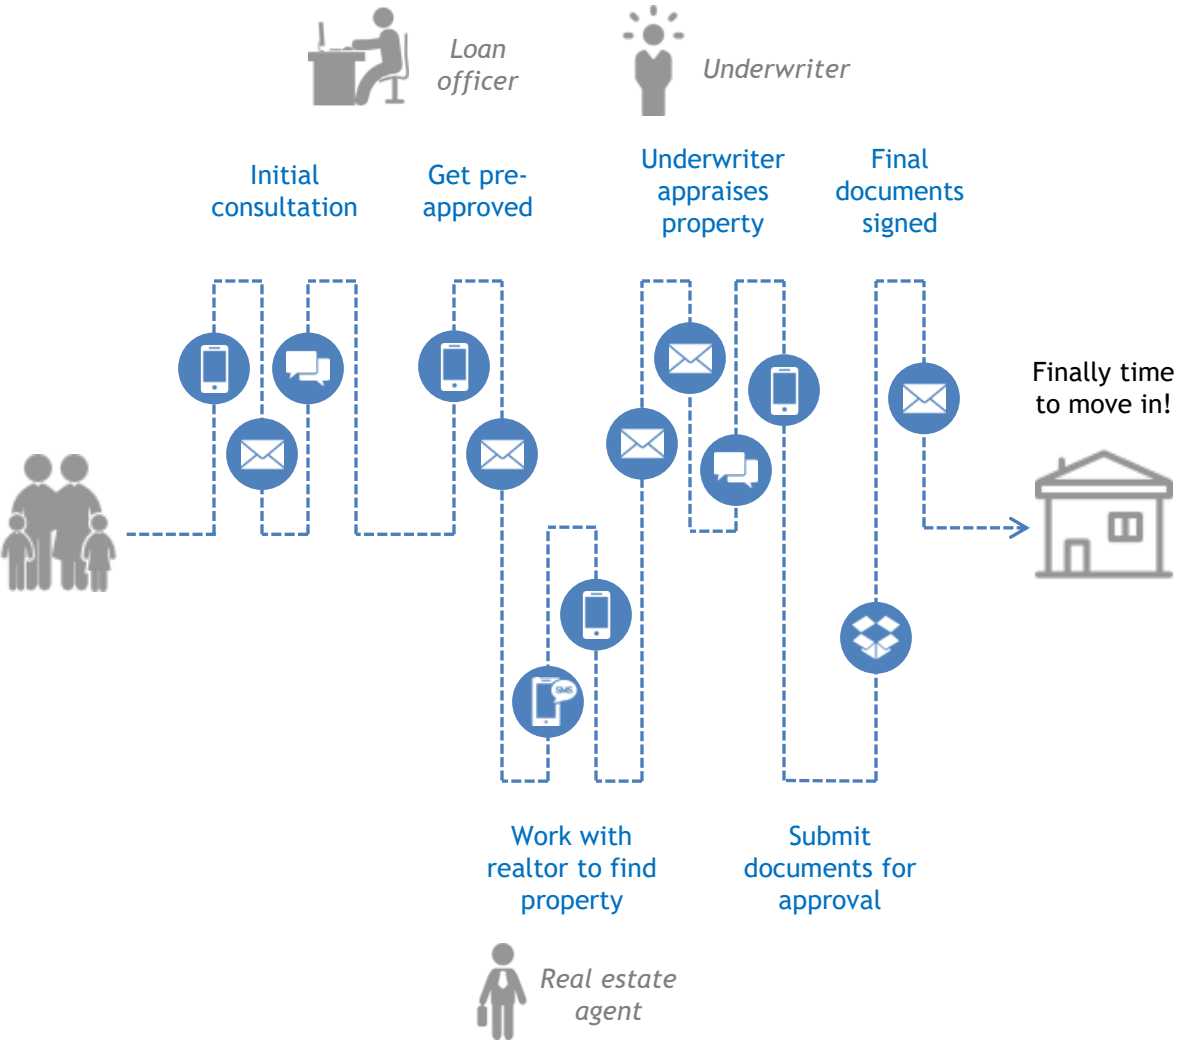 Loan
officer
Underwriter
Initial
consultation
Get pre-
approved
Underwriter
appraises
property
Final
documents
signed
Finally time
to move in!
SMS
Work with
realtor to find
property
Submit
documents for
approval
Real estate
agent